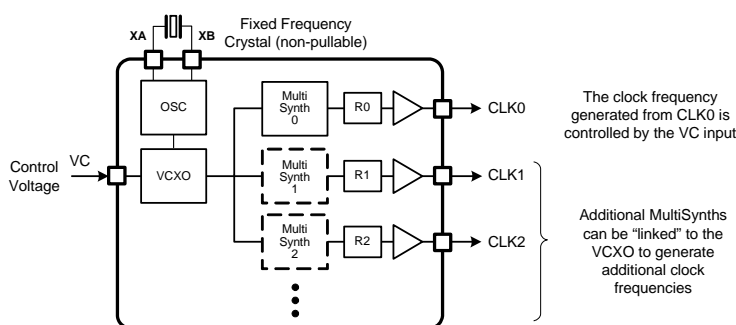 XA
XB
Fixed Frequency
Crystal (non-pullable)
OSC
Control
Voltage
VC
VCXO
Multi
Synth
0
R0
CLK0
Multi
Synth
1
R1
CLK1
Multi
Synth
2
R2
CLK2
The clock frequency
generated from CLK0 is
controlled by the VC input
Additional MultiSynths
can be “linked” to the
VCXO to generate
additional clock
frequencies